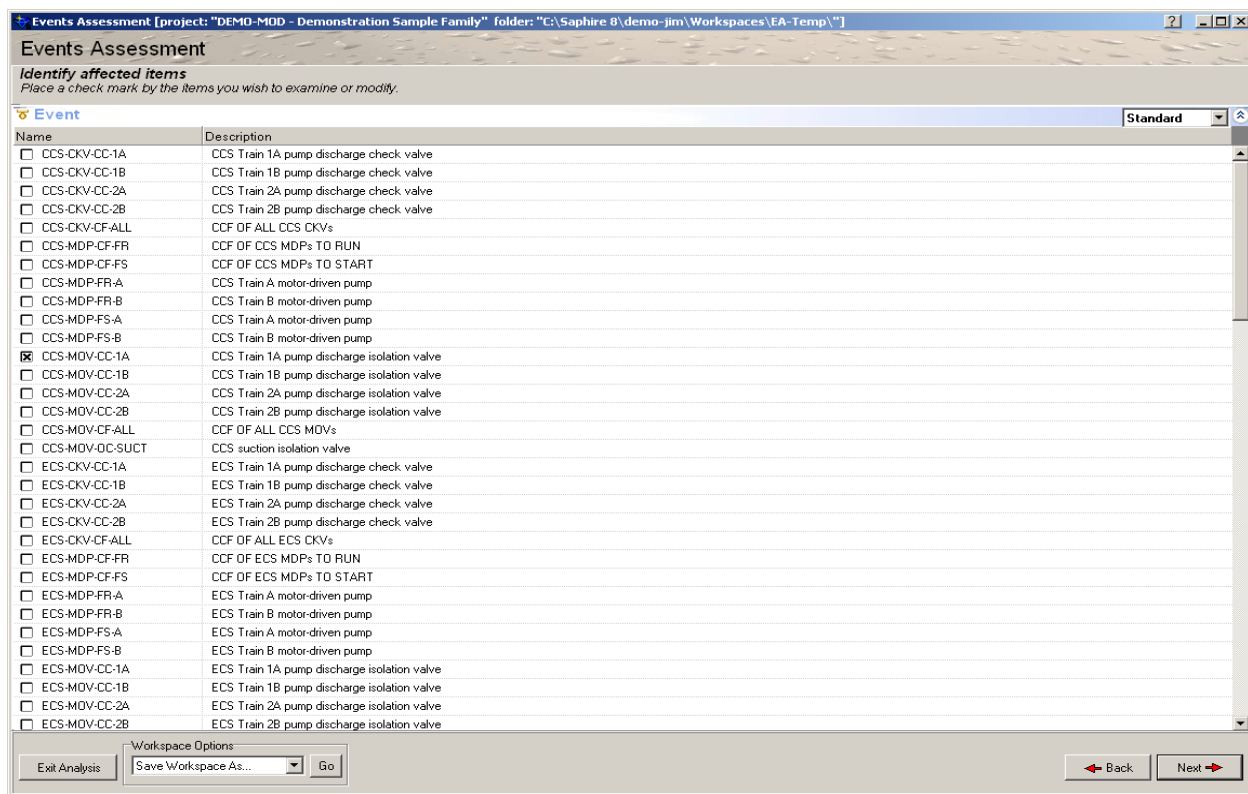 Events Assessment [project: "DEMO-MOD - Demonstration Sample Family" folder: "C:\Saphire 8\demo-jim\Workspaces\EA-Temp\"]
Events Assessment
Identify affected items
Place a check mark by the items you wish to examine or modify.
Event Standard
Name Description
CCS-CKV-CC-1A CCS Train 1A pump discharge check valve
CCS-CKV-CC-1B CCS Train 1B pump discharge check valve
CCS-CKV-CC-2A CCS Train 2A pump discharge check valve
CCS-CKV-CC-2B CCS Train 2B pump discharge check valve
CCS-CKV-CF-ALL CCF OF ALL CCS CKVs
CCS-MDP-CF-FR CCF OF CCS MDPs TO RUN
CCS-MDP-CF-FS CCF OF CCS MDPs TO START
CCS-MDP-FR-A CCS Train A motor-driven pump
CCS-MDP-FR-B CCS Train B motor-driven pump
CCS-MDP-FS-A CCS Train A motor-driven pump
CCS-MDP-FS-B CCS Train B motor-driven pump
CCS-MOV-CC-1A CCS Train 1A pump discharge isolation valve
CCS-MOV-CC-1B CCS Train 1B pump discharge isolation valve
CCS-MOV-CC-2A CCS Train 2A pump discharge isolation valve
CCS-MOV-CC-2B CCS Train 2B pump discharge isolation valve
CCS-MOV-CF-ALL CCF OF ALL CCS MOVs
CCS-MOV-OC-SUCT CCS suction isolation valve
ECS-CKV-CC-1A ECS Train 1A pump discharge check valve
ECS-CKV-CC-1B ECS Train 1B pump discharge check valve
ECS-CKV-CC-2A ECS Train 2A pump discharge check valve
ECS-CKV-CC-2B ECS Train 2B pump discharge check valve
ECS-CKV-CF-ALL CCF OF ALL ECS CKVs
ECS-MDP-CF-FR CCF OF ECS MDPs TO RUN
ECS-MDP-CF-FS CCF OF ECS MDPs TO START
ECS-MDP-FR-A ECS Train A motor-driven pump
ECS-MDP-FR-B ECS Train B motor-driven pump
ECS-MDP-FS-A ECS Train A motor-driven pump
ECS-MDP-FS-B ECS Train B motor-driven pump
ECS-MOV-CC-1A ECS Train 1A pump discharge isolation valve
ECS-MOV-CC-1B ECS Train 1B pump discharge isolation valve
ECS-MOV-CC-2A ECS Train 2A pump discharge isolation valve
ECS-MOV-CC-2B ECS Train 2B pump discharge isolation valve
Workspace Options
Exit Analysis Save Workspace As... Go Back Next